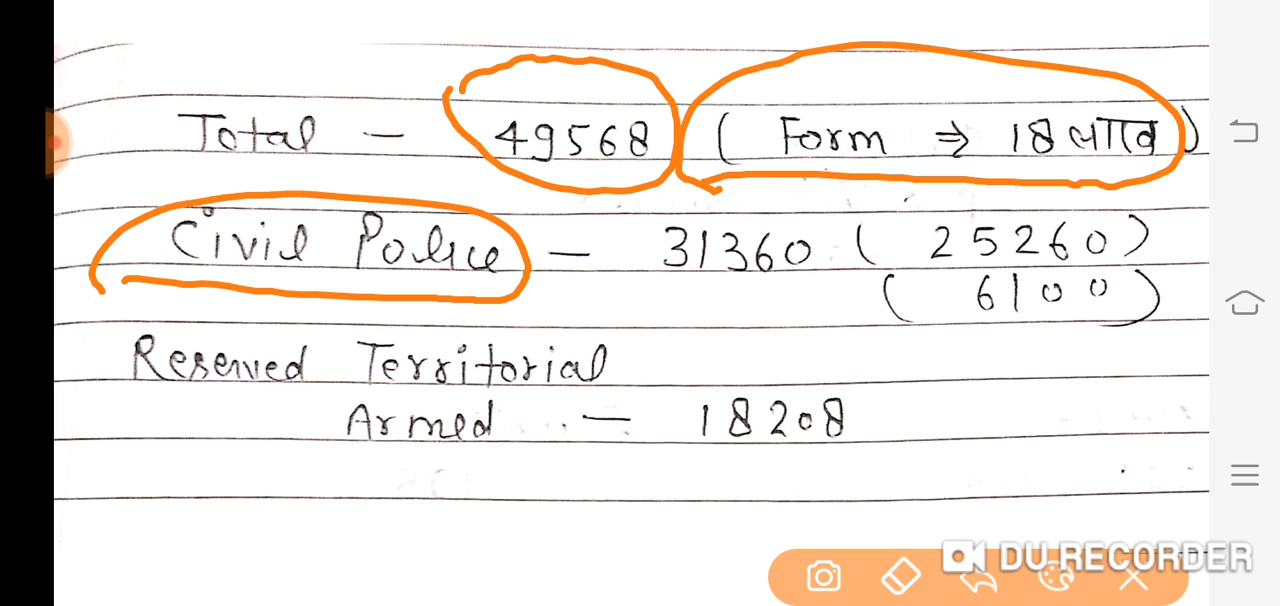 Total - 49568 ( Form ⇒ 18 लाख )
Civil Police - 31360 ( 25260 )
( 6100 )
Reserved Territorial
Armed - 18208
DU RECORDER